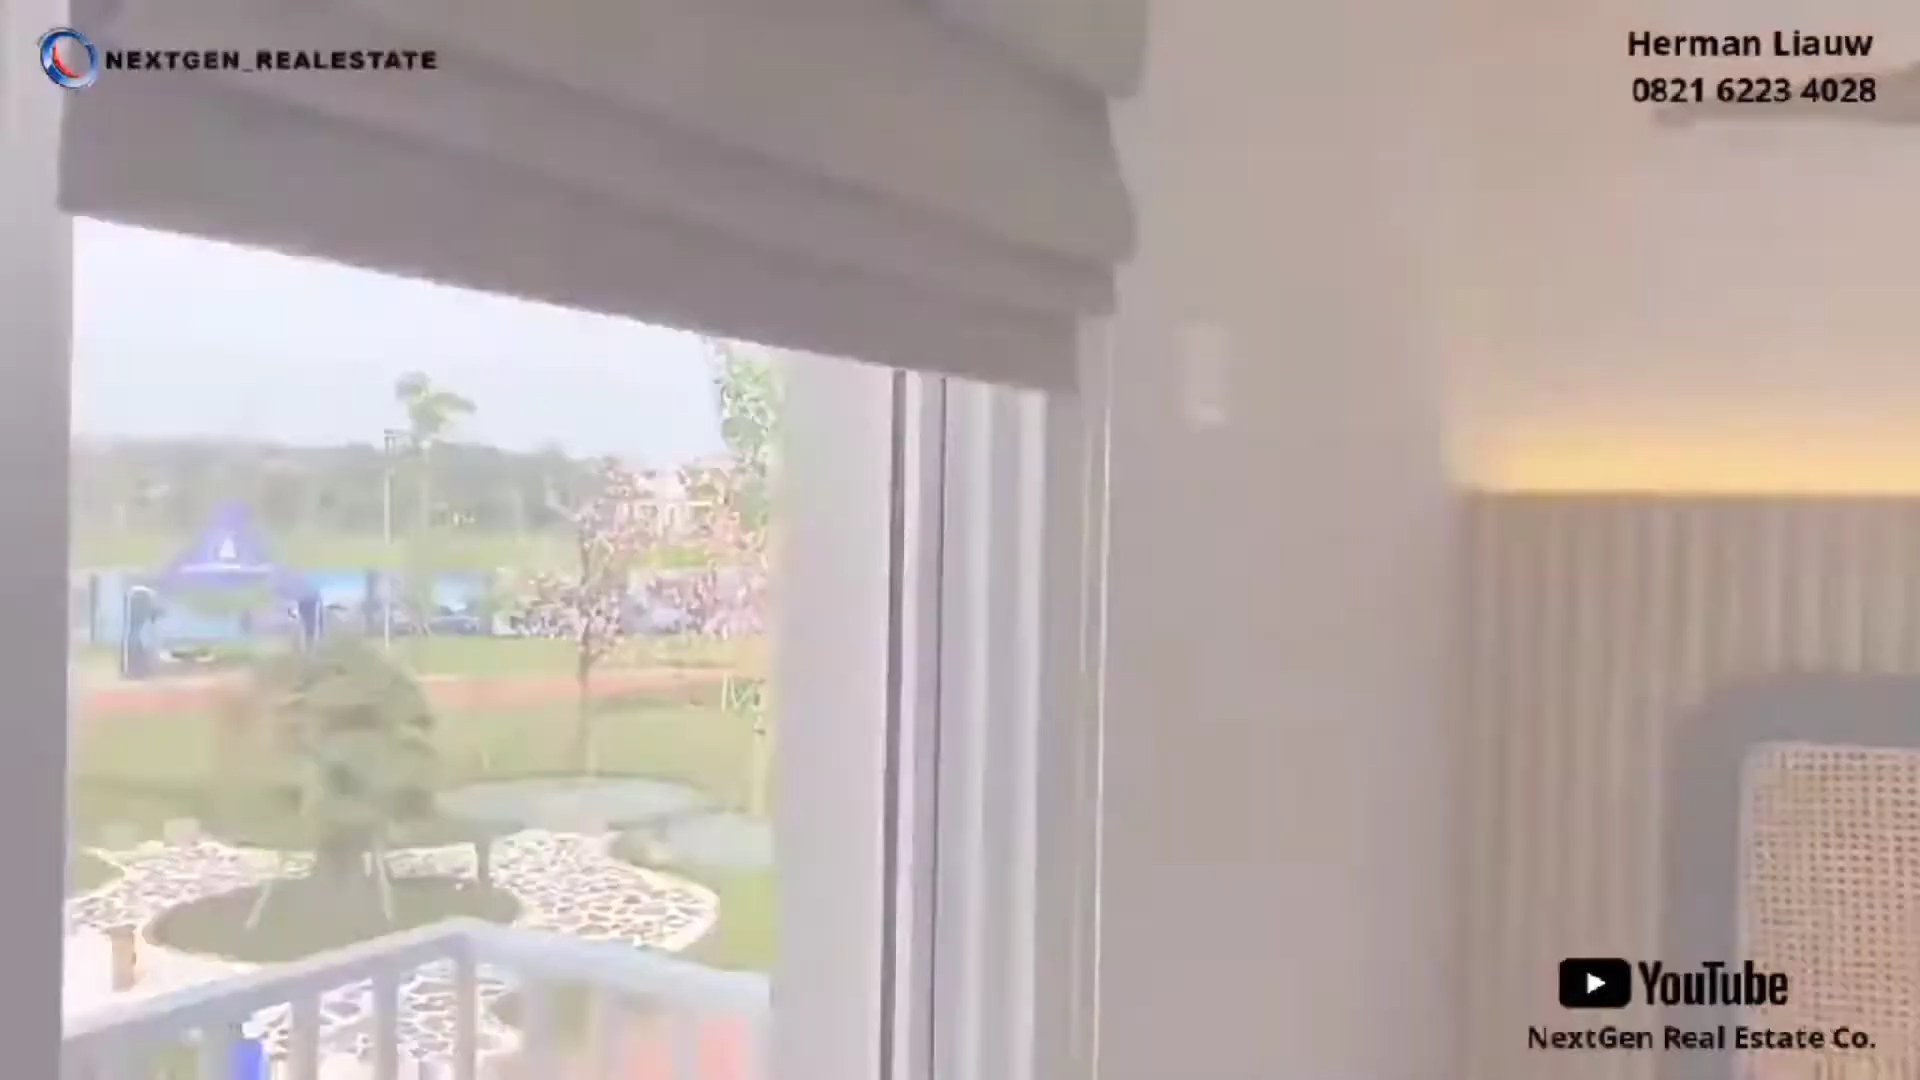 NEXTGEN_REALESTATE
Herman Liauw
0821 6223 4028
YouTube
NextGen Real Estate Co.